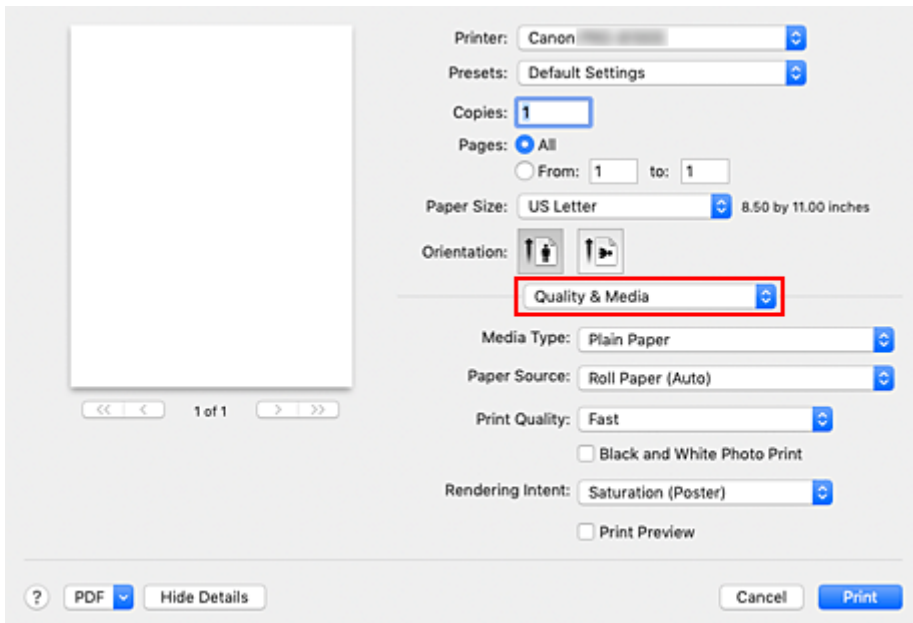 Printer: Canon
Presets: Default Settings
Copies: 1
Pages: All
From: 1 to: 1
Paper Size: US Letter 8.50 by 11.00 inches
Orientation:
Quality & Media
Media Type: Plain Paper
Paper Source: Roll Paper (Auto)
1 of 1
Print Quality: Fast
Black and White Photo Print
Rendering Intent: Saturation (Poster)
Print Preview
? PDF Hide Details Cancel Print